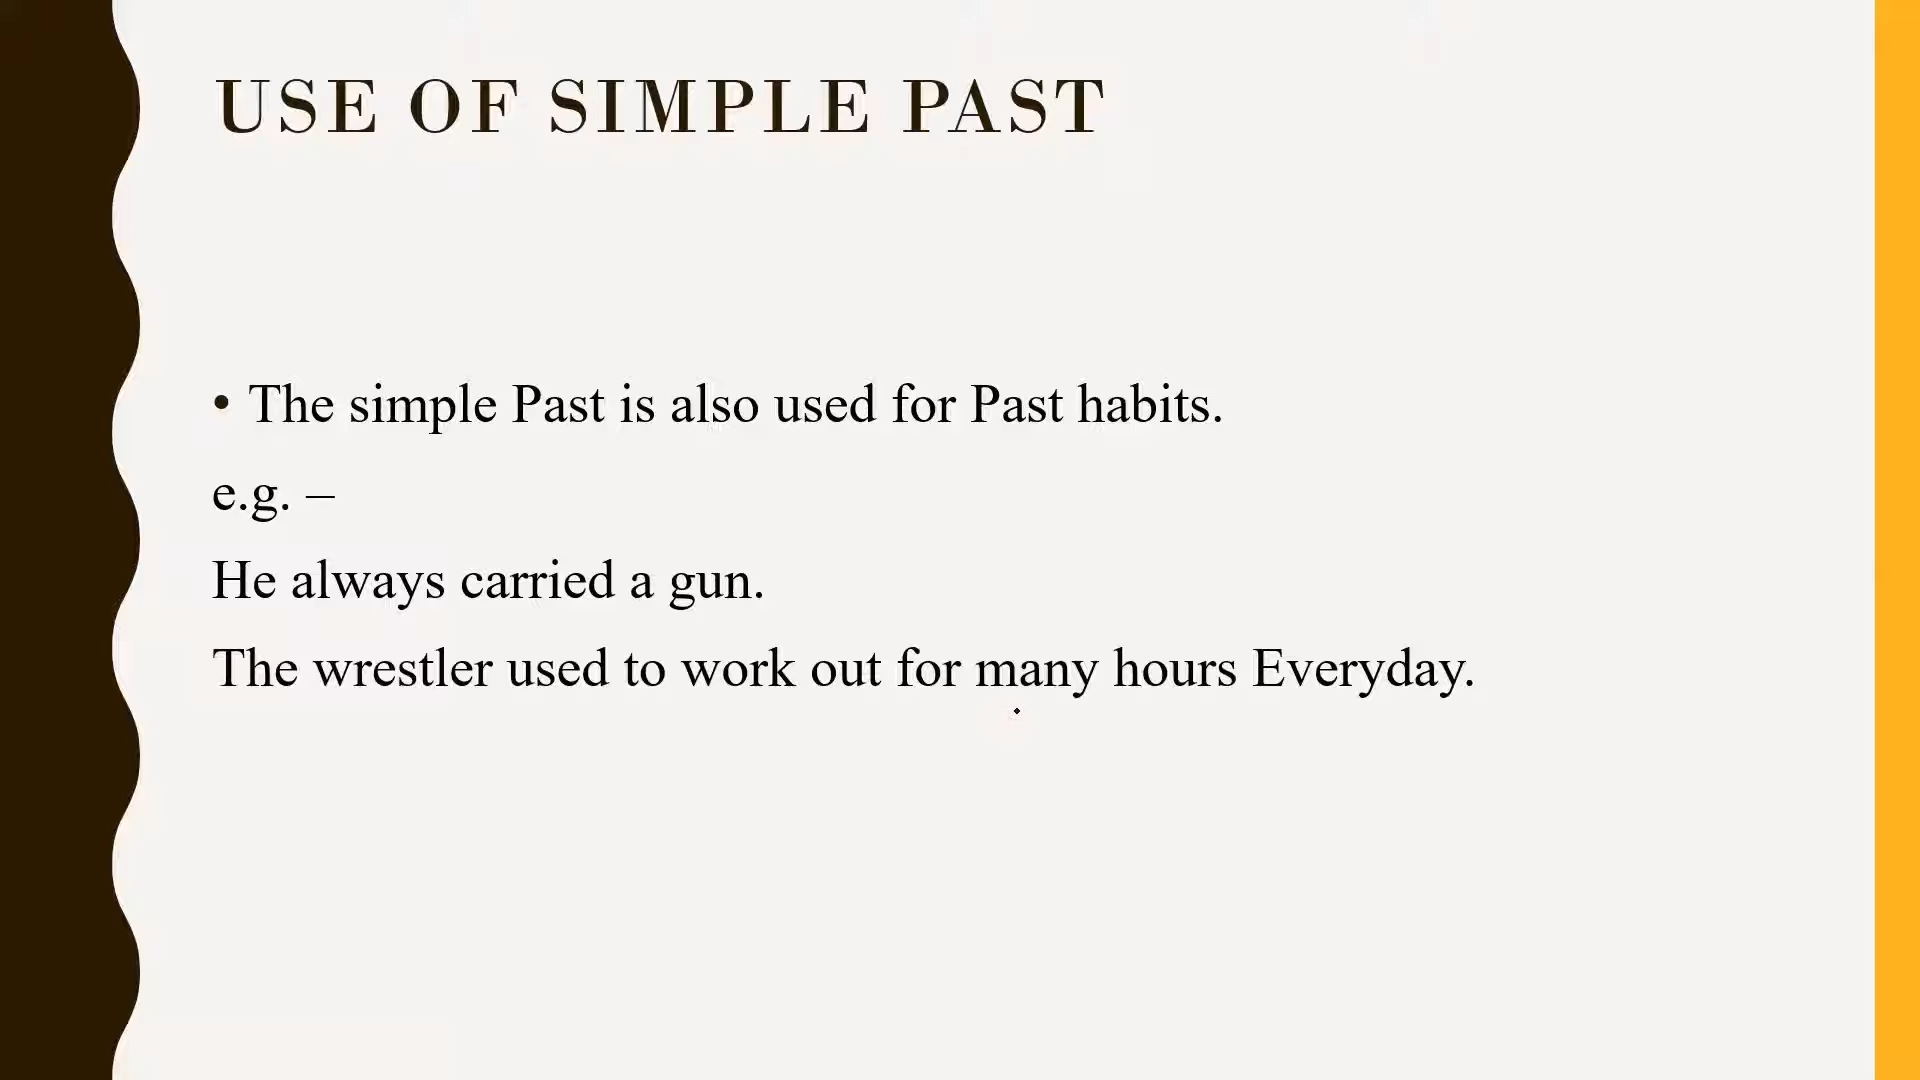 USE OF SIMPLE PAST
• The simple Past is also used for Past habits.
e.g. –
He always carried a gun.
The wrestler used to work out for many hours Everyday.